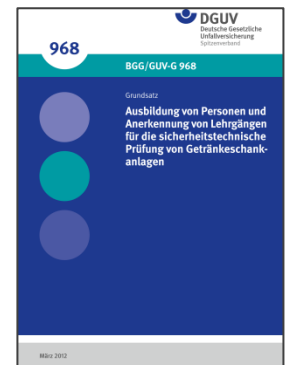 DGUV
Deutsche Gesetzliche
Unfallversicherung
Spitzenverband
968
BGG/GUV-G 968
Grundsatz
Ausbildung von Personen und
Anerkennung von Lehrgängen
für die sicherheitstechnische
Prüfung von Getränkeschank-
anlagen
März 2012